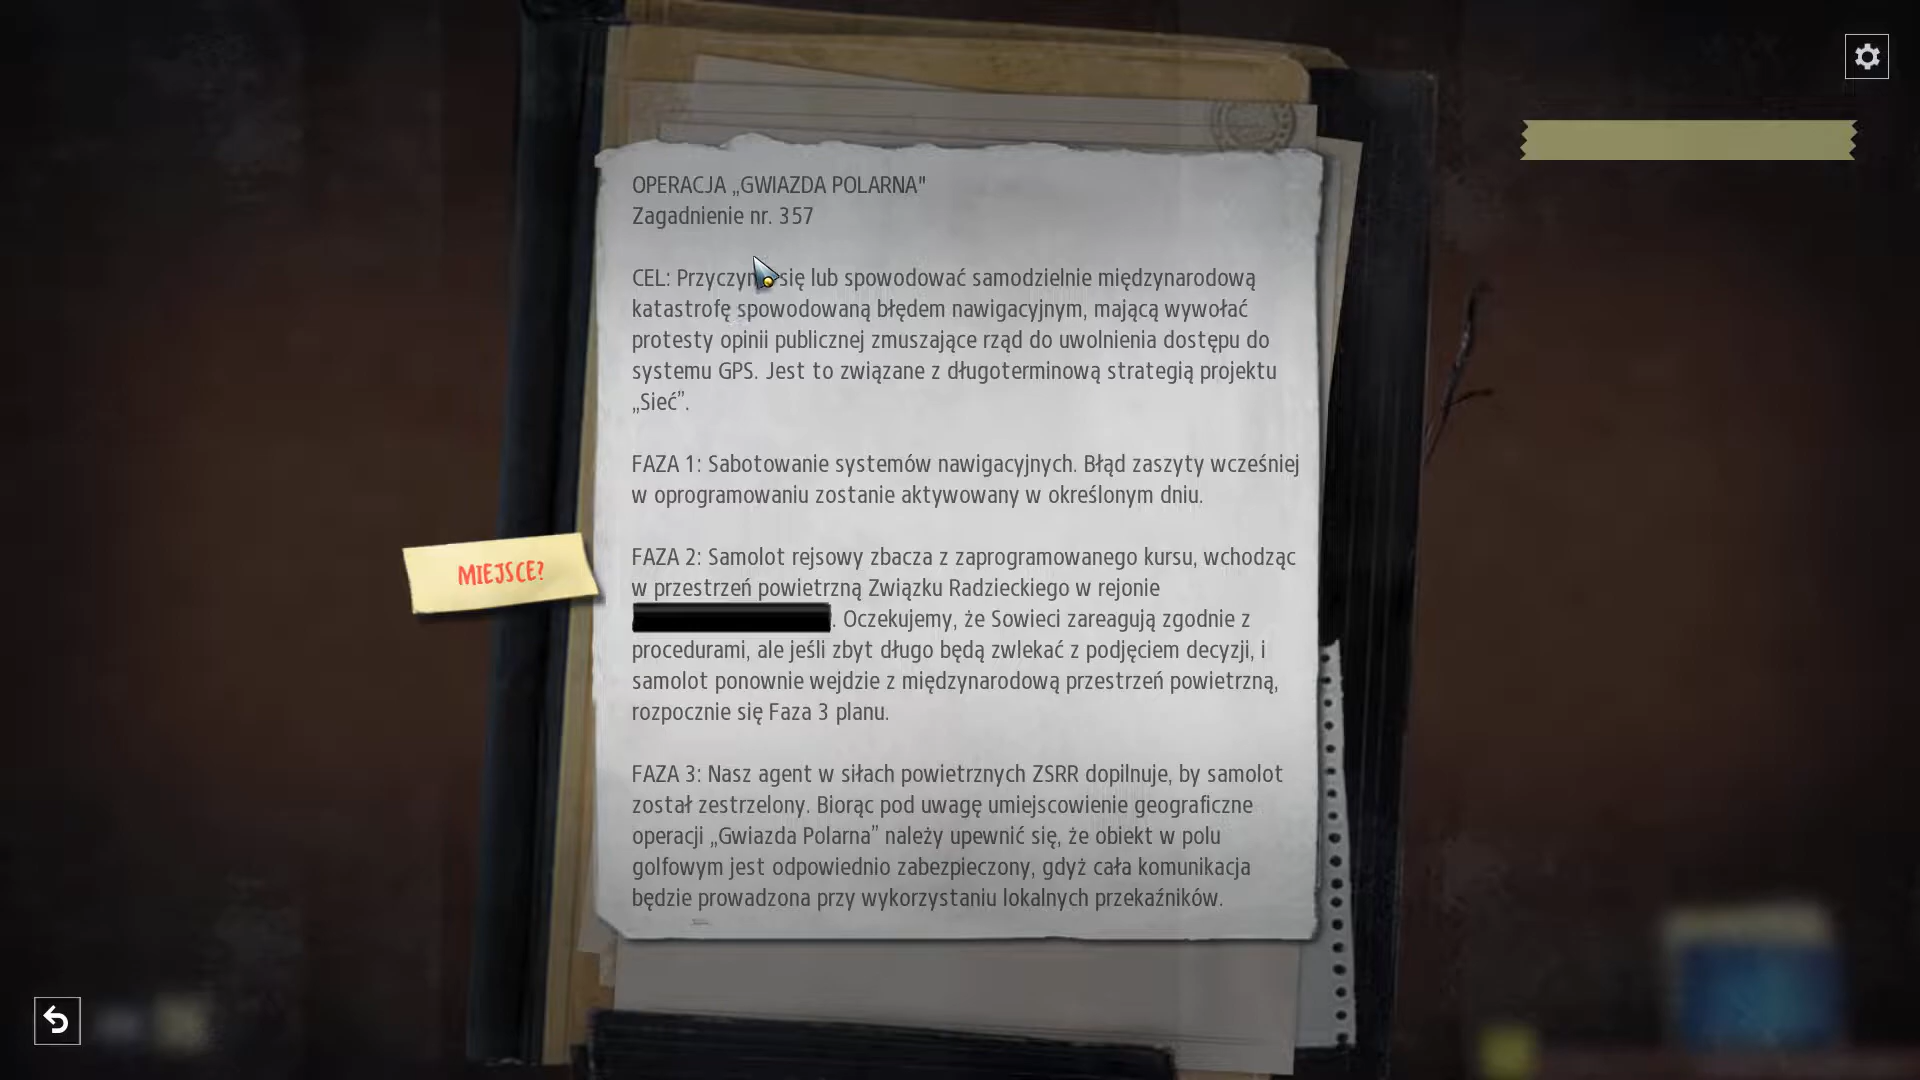 OPERACJA „GWIAZDA POLARNA"
Zagadnienie nr. 357
CEL: Przyczyn się lub spowodować samodzielnie międzynarodową
katastrofę spowodowaną błędem nawigacyjnym, mającą wywołać
protesty opinii publicznej zmuszające rząd do uwolnienia dostępu do
systemu GPS. Jest to związane z długoterminową strategią projektu
„Sieć”.
FAZA 1: Sabotowanie systemów nawigacyjnych. Błąd zaszyty wcześniej
w oprogramowaniu zostanie aktywowany w określonym dniu.
MIEJSCE?
FAZA 2: Samolot rejsowy zbacza z zaprogramowanego kursu, wchodząc
w przestrzeń powietrzną Związku Radzieckiego w rejonie
. Oczekujemy, że Sowieci zareagują zgodnie z
procedurami, ale jeśli zbyt długo będą zwlekać z podjęciem decyzji, i
samolot ponownie wejdzie z międzynarodową przestrzeń powietrzną,
rozpocznie się Faza 3 planu.
FAZA 3: Nasz agent w siłach powietrznych ZSRR dopilnuje, by samolot
został zestrzelony. Biorąc pod uwagę umiejscowienie geograficzne
operacji „Gwiazda Polarna” należy upewnić się, że obiekt w polu
golfowym jest odpowiednio zabezpieczony, gdyż cała komunikacja
będzie prowadzona przy wykorzystaniu lokalnych przekaźników.